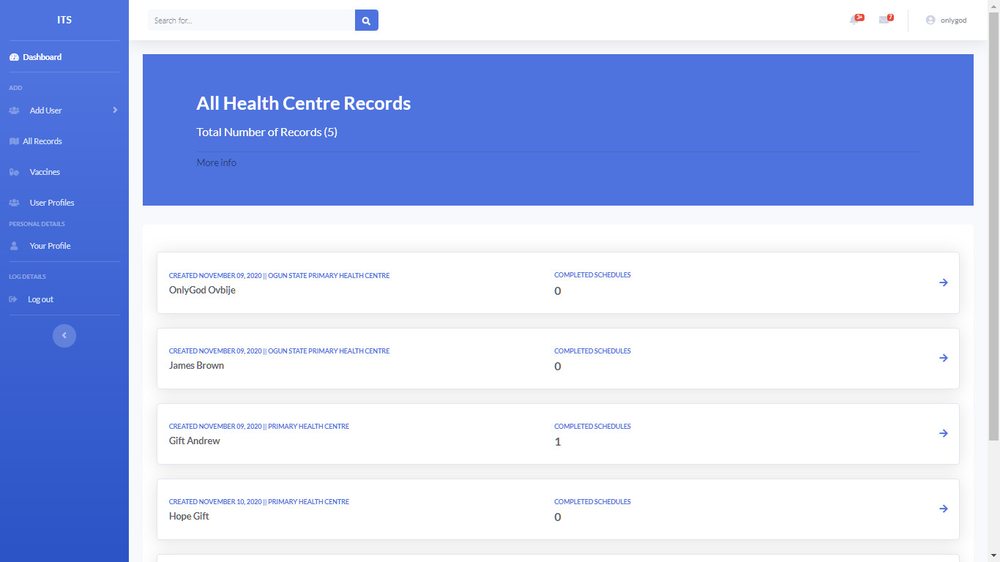 ITS
Dashboard
ADD
Add User
All Records
Vaccines
User Profiles
PERSONAL DETAILS
Your Profile
LOG DETAILS
Log out
Search for...
3+
7
onlygod
All Health Centre Records
Total Number of Records (5)
More info
CREATED NOVEMBER 09, 2020 || OGUN STATE PRIMARY HEALTH CENTRE
OnlyGod Ovbije
COMPLETED SCHEDULES
0
CREATED NOVEMBER 09, 2020 || OGUN STATE PRIMARY HEALTH CENTRE
James Brown
COMPLETED SCHEDULES
0
CREATED NOVEMBER 09, 2020 || PRIMARY HEALTH CENTRE
Gift Andrew
COMPLETED SCHEDULES
1
CREATED NOVEMBER 10, 2020 || PRIMARY HEALTH CENTRE
Hope Gift
COMPLETED SCHEDULES
0